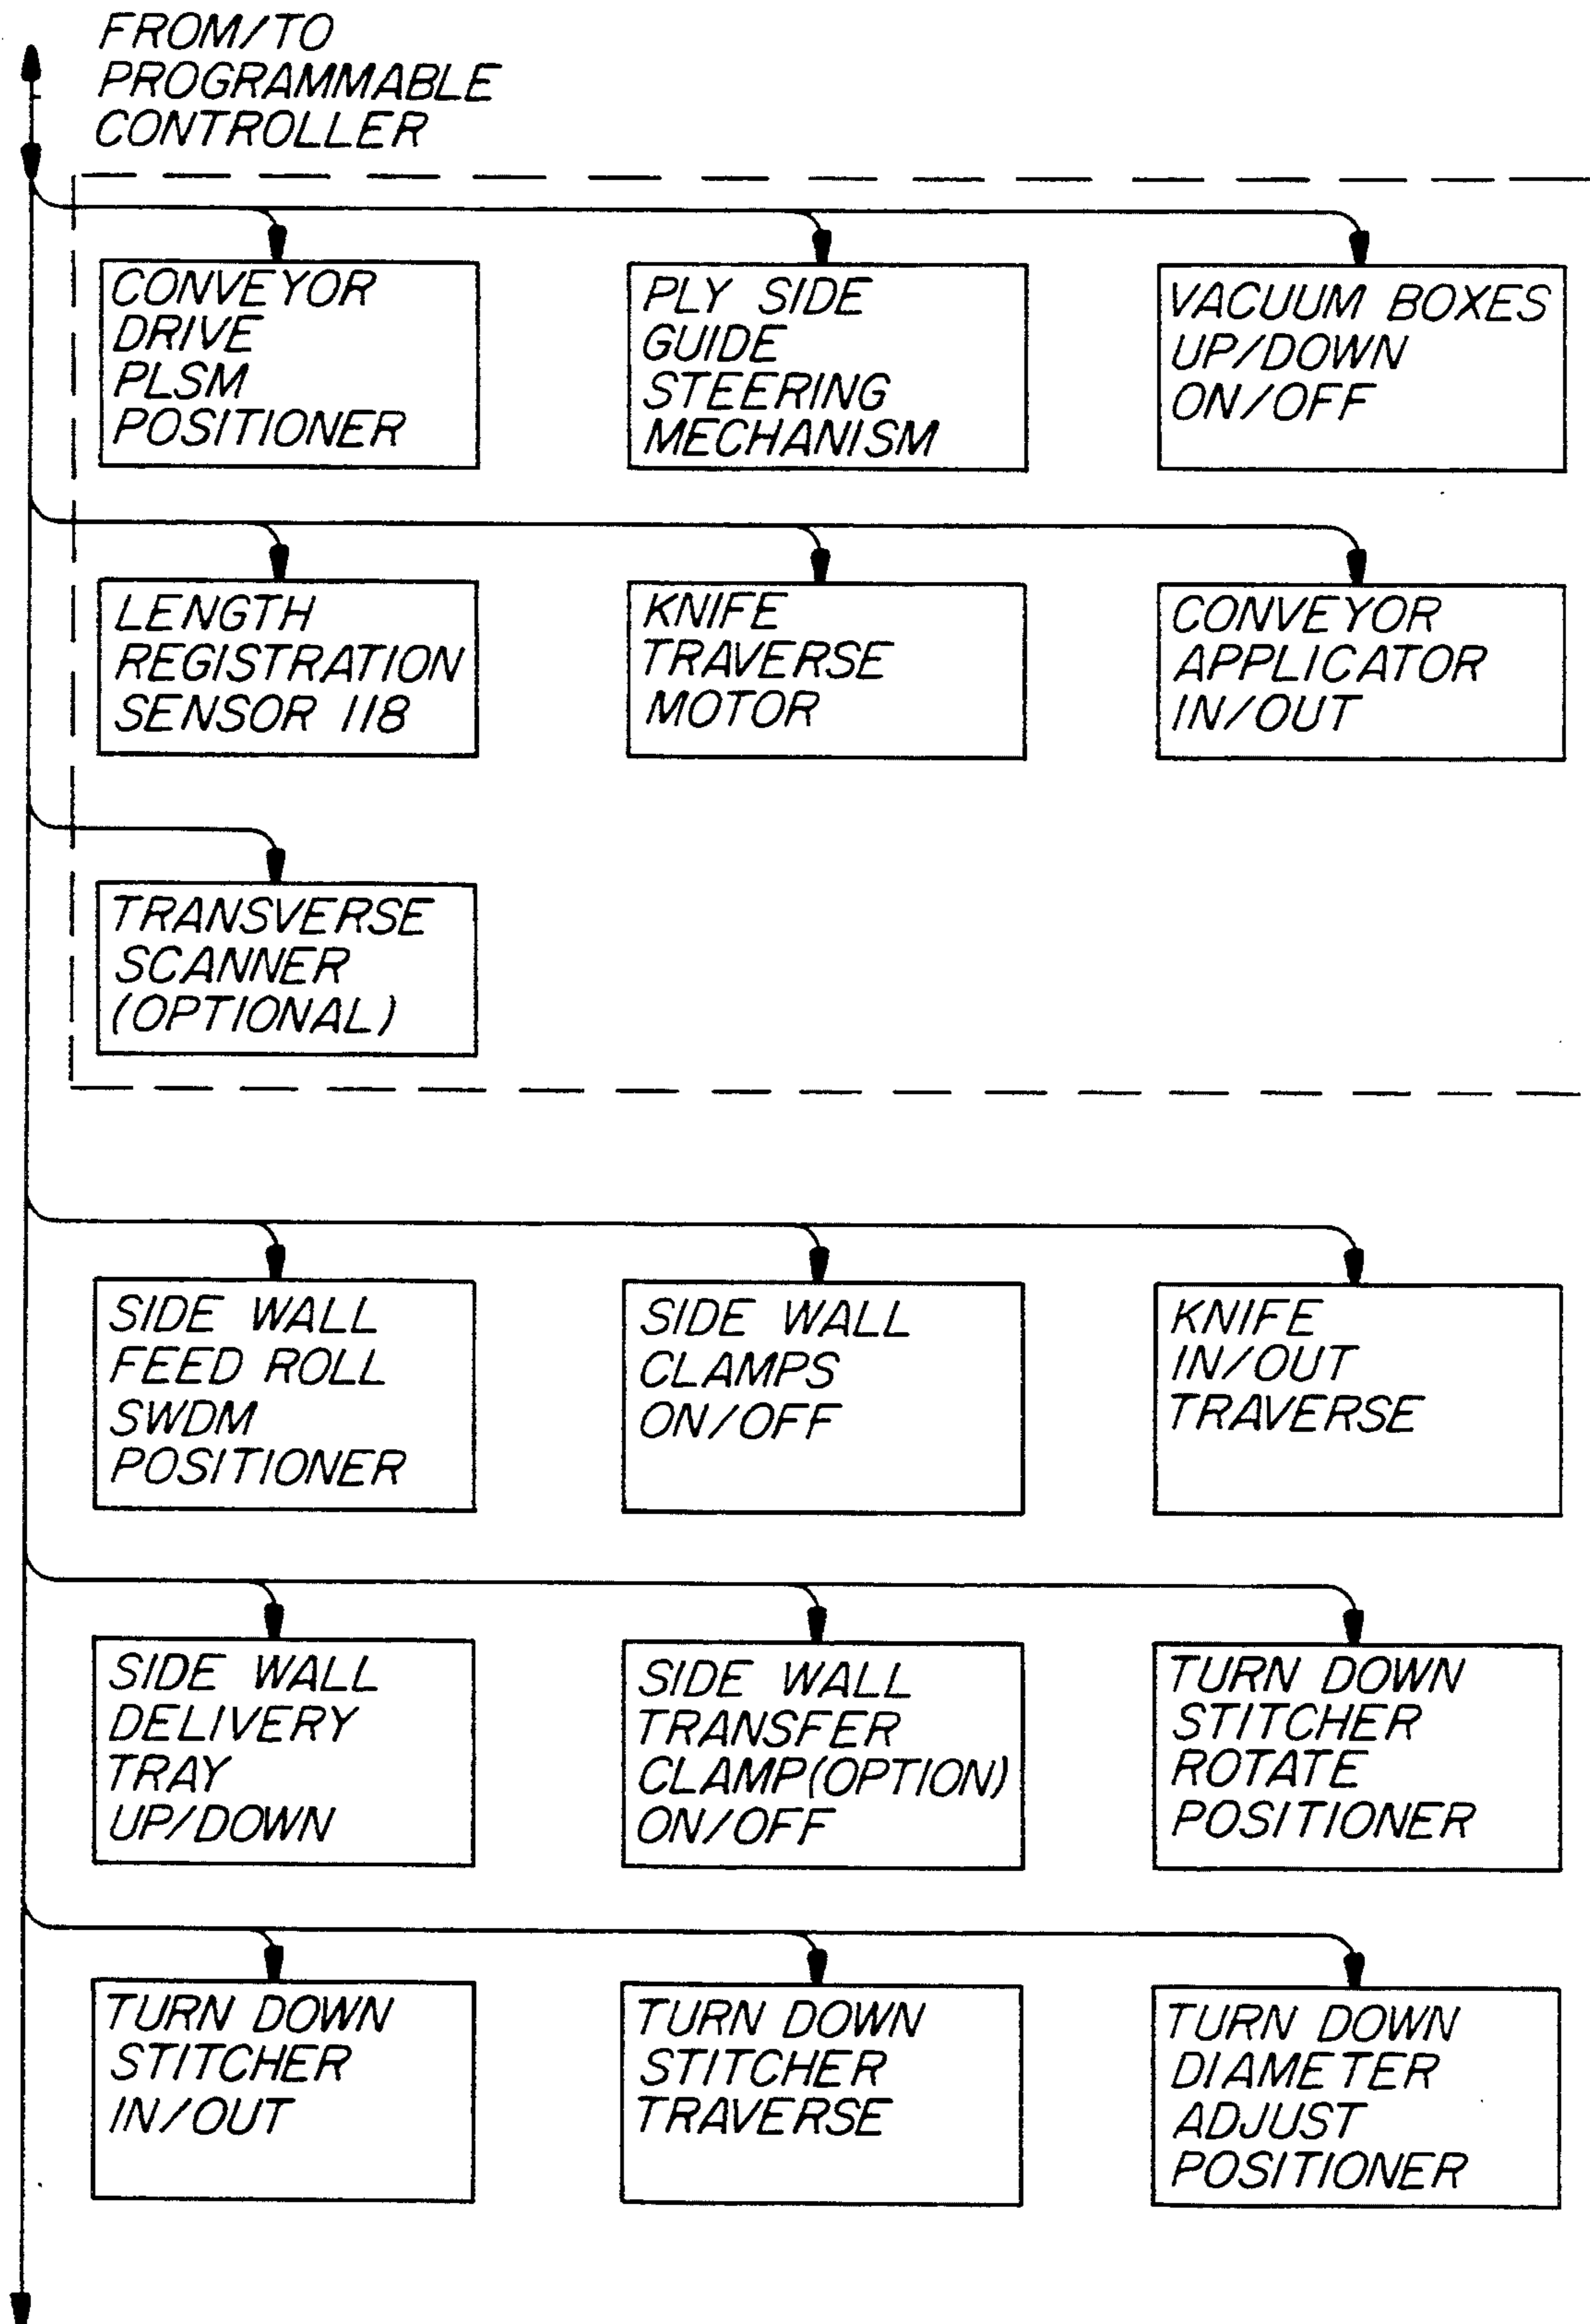 FROM/TO
PROGRAMMABLE
CONTROLLER
CONVEYOR
DRIVE
PLSM
POSITIONER
PLY SIDE
GUIDE
STEERING
MECHANISM
VACUUM BOXES
UP/DOWN
ON/OFF
LENGTH
REGISTRATION
SENSOR 118
KNIFE
TRAVERSE
MOTOR
CONVEYOR
APPLICATOR
IN/OUT
TRANSVERSE
SCANNER
(OPTIONAL)
SIDE WALL
FEED ROLL
SWDM
POSITIONER
SIDE WALL
CLAMPS
ON/OFF
KNIFE
IN/OUT
TRAVERSE
SIDE WALL
DELIVERY
TRAY
UP/DOWN
SIDE WALL
TRANSFER
CLAMP(OPTION)
ON/OFF
TURN DOWN
STITCHER
ROTATE
POSITIONER
TURN DOWN
STITCHER
IN/OUT
TURN DOWN
STITCHER
TRAVERSE
TURN DOWN
DIAMETER
ADJUST
POSITIONER